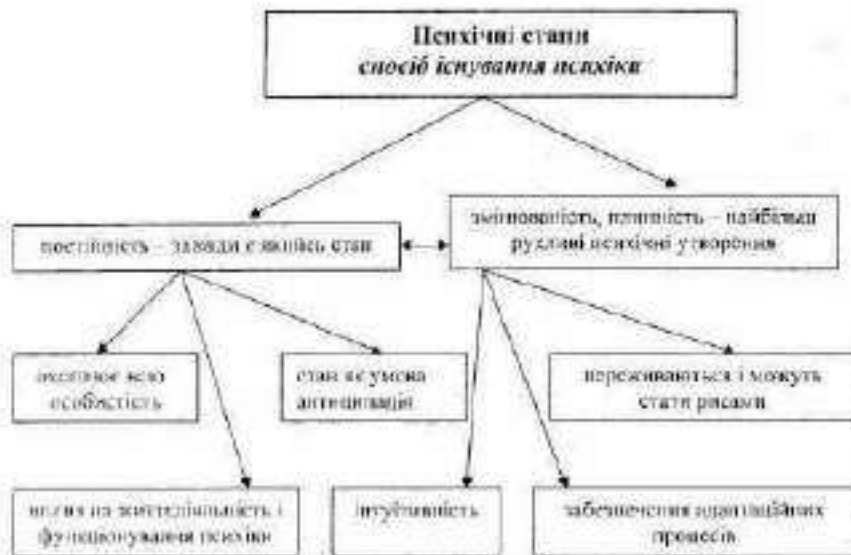 Психічні стани
спосіб існування психіки
змінюваність, плинність – найбільш
рухливі психічні утворення
постійність – завжди є якийсь стан
охоплює всю
особистість
стан як умова
антиципація
переживаються і можуть
стати рисами
вплив на життєдіяльність і
функціонування психіки
інтуїтивність
забезпечення адаптаційних
процесів